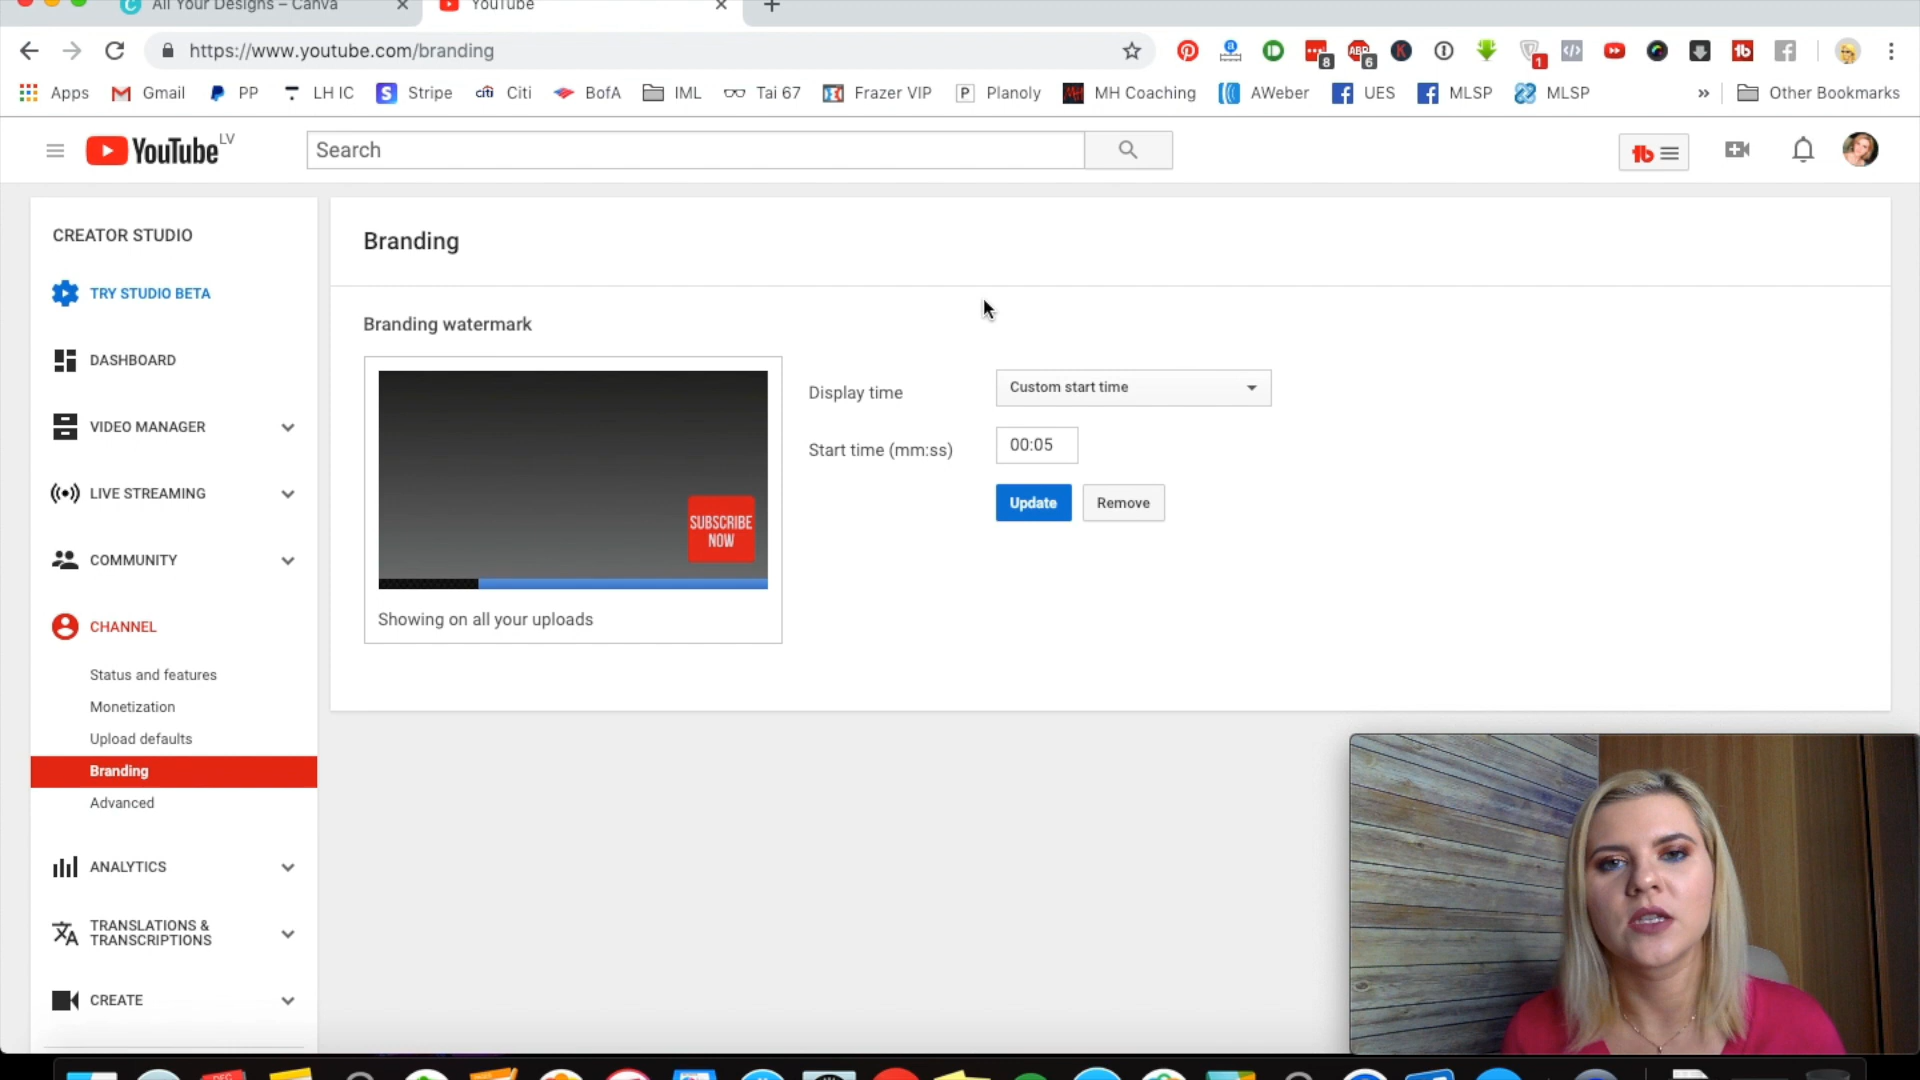 All Your Designs – Canva
YouTube
https://www.youtube.com/branding
8
6
1
Apps
Gmail
PP
LH IC
Stripe
citi
Citi
BofA
IML
Tai 67
Frazer VIP
Planoly
MH Coaching
AWeber
UES
MLSP
MLSP
»
Other Bookmarks
YouTube LV
Search
CREATOR STUDIO
TRY STUDIO BETA
DASHBOARD
VIDEO MANAGER
LIVE STREAMING
COMMUNITY
CHANNEL
Status and features
Monetization
Upload defaults
Branding
Advanced
ANALYTICS
TRANSLATIONS &
TRANSCRIPTIONS
CREATE
Branding
Branding watermark
SUBSCRIBE
NOW
Showing on all your uploads
Display time
Custom start time
Start time (mm:ss)
00:05
Update
Remove